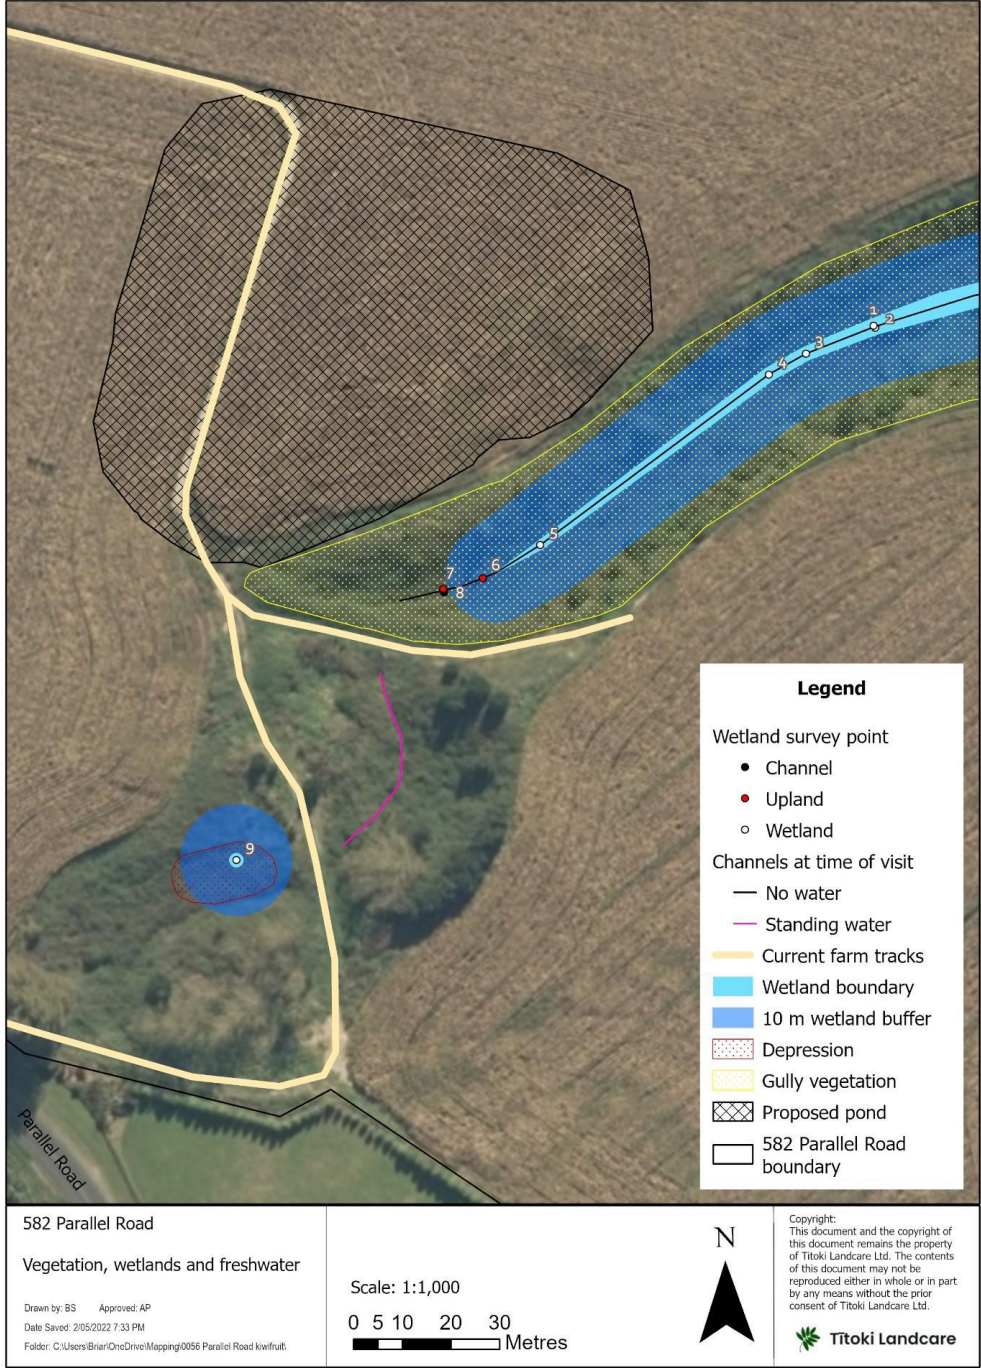 1
2
3
4
5
6
7
8
9
Parallel Road
Legend
Wetland survey point
Channel
Upland
Wetland
Channels at time of visit
No water
Standing water
Current farm tracks
Wetland boundary
10 m wetland buffer
Depression
Gully vegetation
Proposed pond
582 Parallel Road
boundary
582 Parallel Road
Vegetation, wetlands and freshwater
Drawn by: BS Approved: AP
Date Saved: 2/05/2022 7:33 PM
Folder: C:\Users\Briar\OneDrive\Mapping\0056 Parallel Road kiwifruit\
Scale: 1:1,000
0 5 10 20 30
Metres
N
Copyright:
This document and the copyright of
this document remains the property
of Titoki Landcare Ltd. The contents
of this document may not be
reproduced either in whole or in part
by any means without the prior
consent of Titoki Landcare Ltd.
Tītoki Landcare